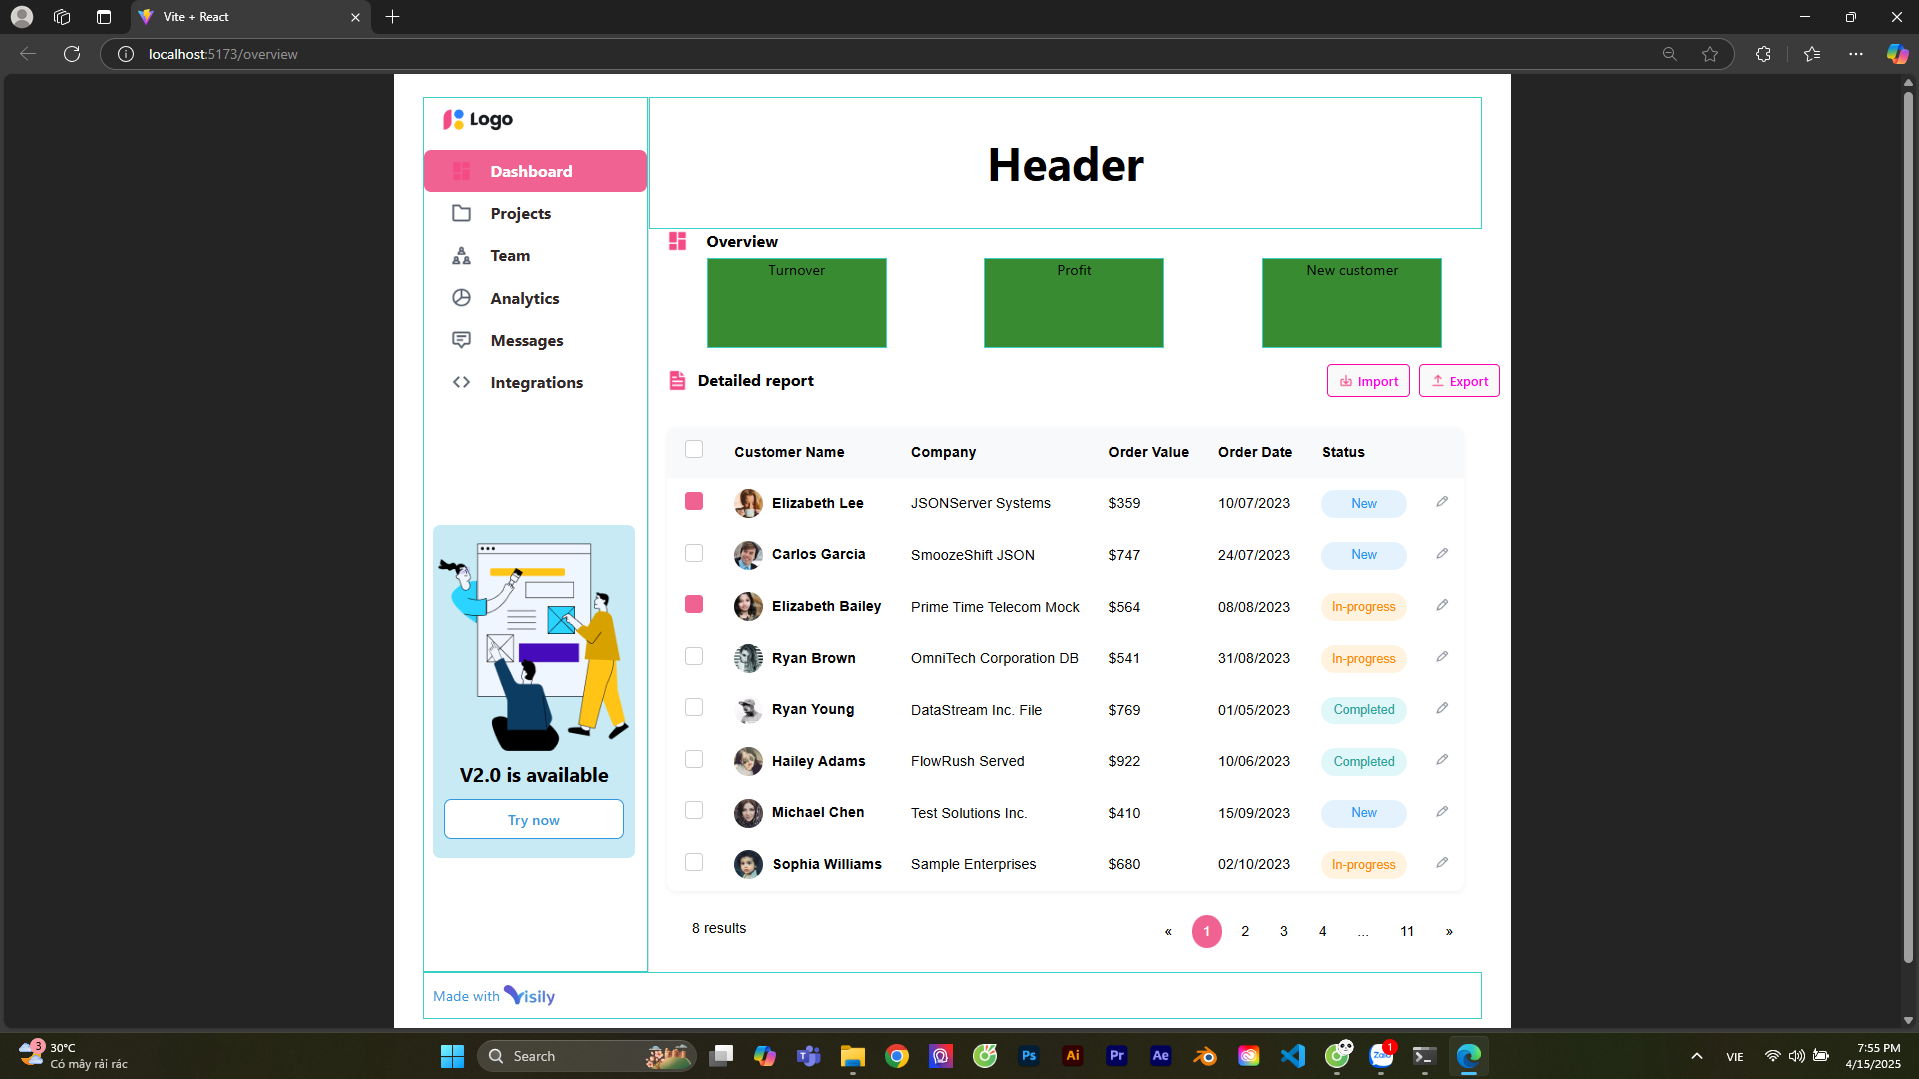 Vite + React
localhost:5173/overview
Logo
Header
Dashboard
Projects
Team
Analytics
Messages
Integrations
V2.0 is available
Try now
Overview
Turnover
Profit
New customer
Detailed report
Import
Export
Customer Name Company Order Value Order Date Status
Elizabeth Lee JSONServer Systems $359 10/07/2023 New
Carlos Garcia SmoozeShift JSON $747 24/07/2023 New
Elizabeth Bailey Prime Time Telecom Mock $564 08/08/2023 In-progress
Ryan Brown OmniTech Corporation DB $541 31/08/2023 In-progress
Ryan Young DataStream Inc. File $769 01/05/2023 Completed
Hailey Adams FlowRush Served $922 10/06/2023 Completed
Michael Chen Test Solutions Inc. $410 15/09/2023 New
Sophia Williams Sample Enterprises $680 02/10/2023 In-progress
8 results
« 1 2 3 4 ... 11 »
Made with Visily
3
30°C
Có mây rải rác
Search
Ps
Ai
Pr
Ae
Zalo
1
VIE
7:55 PM
4/15/2025